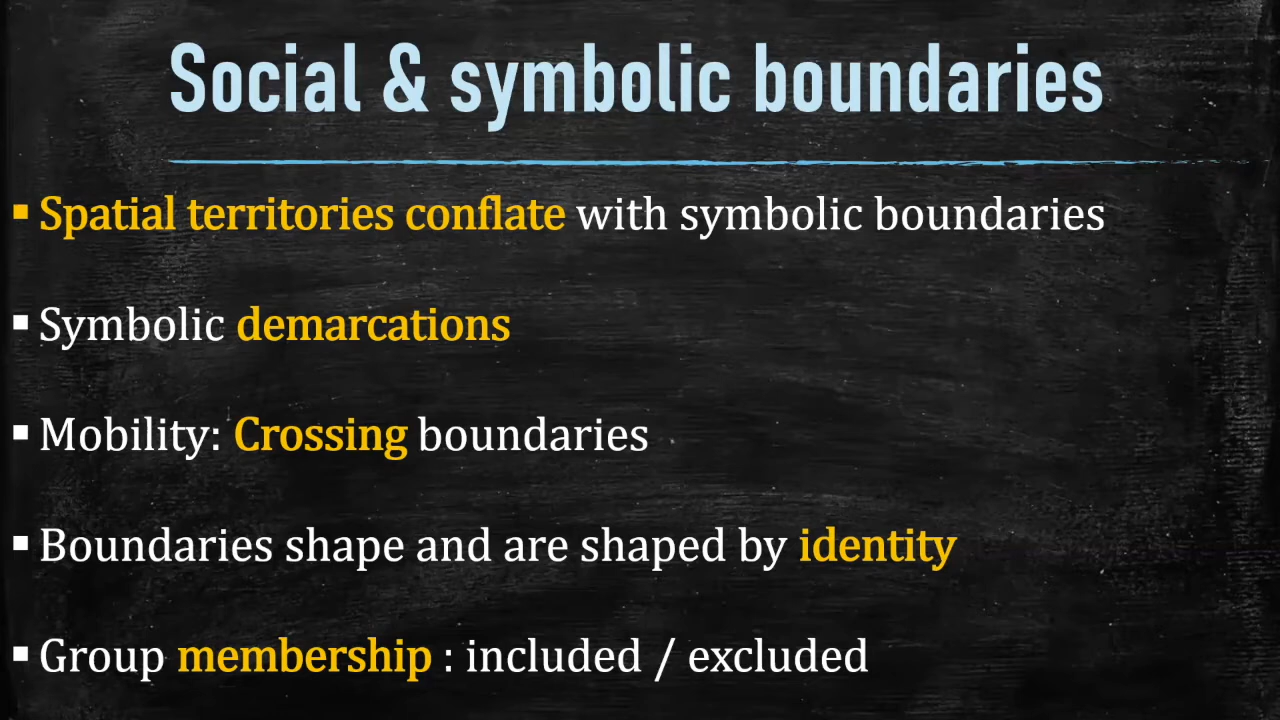 Social & symbolic boundaries
▪ Spatial territories conflate with symbolic boundaries
▪ Symbolic demarcations
▪ Mobility: Crossing boundaries
▪ Boundaries shape and are shaped by identity
▪ Group membership : included / excluded